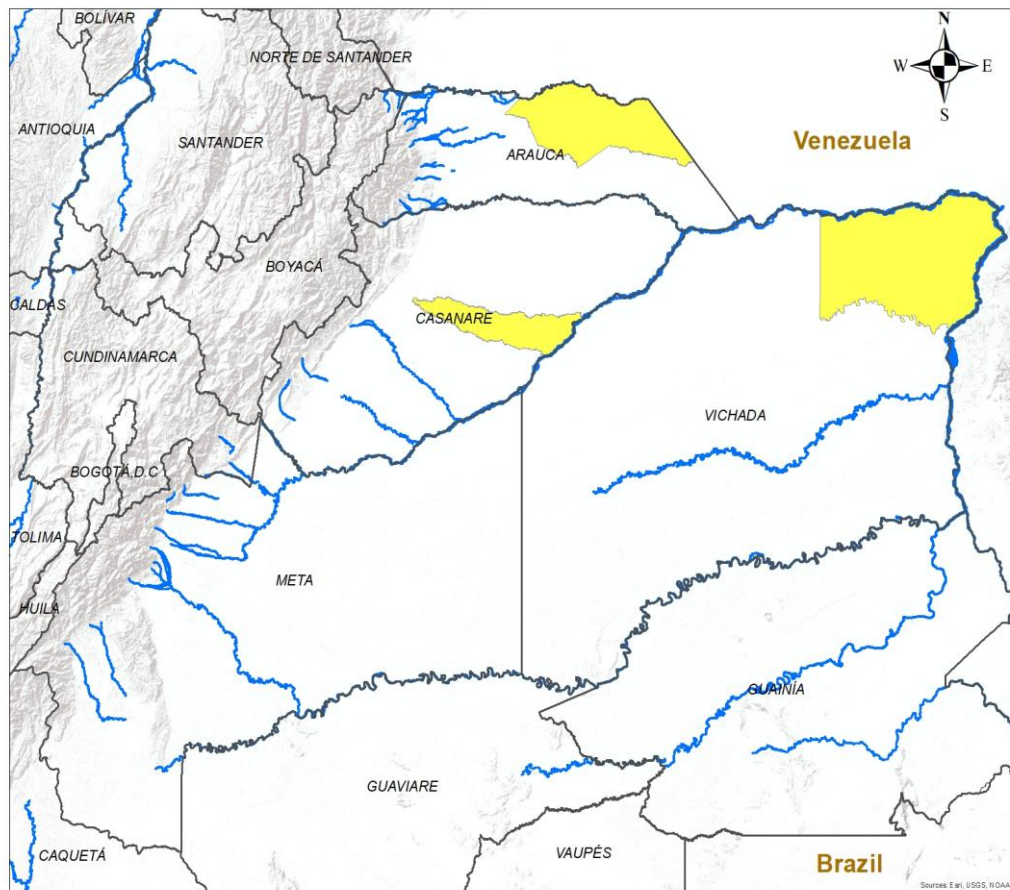 BOLÍVAR
N
NORTE DE SANTANDER
W
E
S
ANTIOQUIA
SANTANDER
Venezuela
ARAUCA
BOYACÁ
CALDAS
CASANARE
CUNDINAMARCA
VICHADA
BOGOTÁ D.C
TOLIMA
META
HUILA
GUAINÍA
GUAVIARE
CAQUETÁ
VAUPÉS
Brazil
Sources: Esri, USGS, NOAA